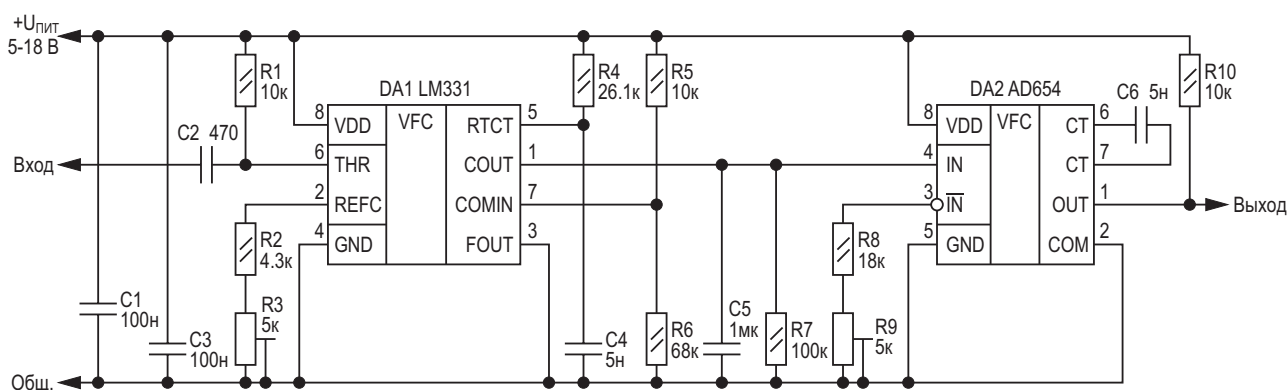 +UПИТ
5-18 В
R1
10к
DA1 LM331
R4
26.1к
R5
10к
DA2 AD654
C6 5н
R10
10к
C2 470
8
VDD
VFC
5
RTCT
8
VDD
VFC
6
CT
Вход
6
THR
1
COUT
4
IN
7
CT
2
REFC
7
COMIN
3
IN
1
OUT
Выход
4
GND
3
FOUT
5
GND
2
COM
R2
4.3к
R8
18к
C1
100н
C3
100н
R3
5к
C4
5н
R6
68к
C5
1мк
R7
100к
R9
5к
Общ.